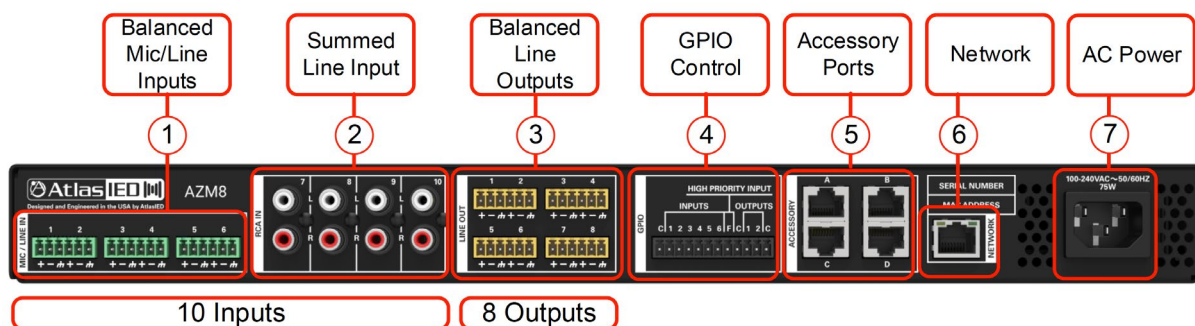 Balanced
Mic/Line
Inputs
Summed
Line Input
Balanced
Line
Outputs
GPIO
Control
Accessory
Ports
Network
AC Power
1
2
3
4
5
6
7
AtlasIED
AZM8
Designed and Engineered in the USA by AtlasIED
MIC / LINE IN
1 2 3 4 5 6
+ − + − + − + − + − + −
RCA IN
7 8 9 10
L L L L
R R R R
LINE OUT
1 2 3 4
+ − + − + − + −
5 6 7 8
+ − + − + − + −
GPIO
HIGH PRIORITY INPUT
INPUTS OUTPUTS
C 1 2 3 4 5 6 F C 1 2 C
ACCESSORY
A B
C D
SERIAL NUMBER
MAC ADDRESS
NETWORK
100-240VAC~50/60HZ
75W
10 Inputs
8 Outputs